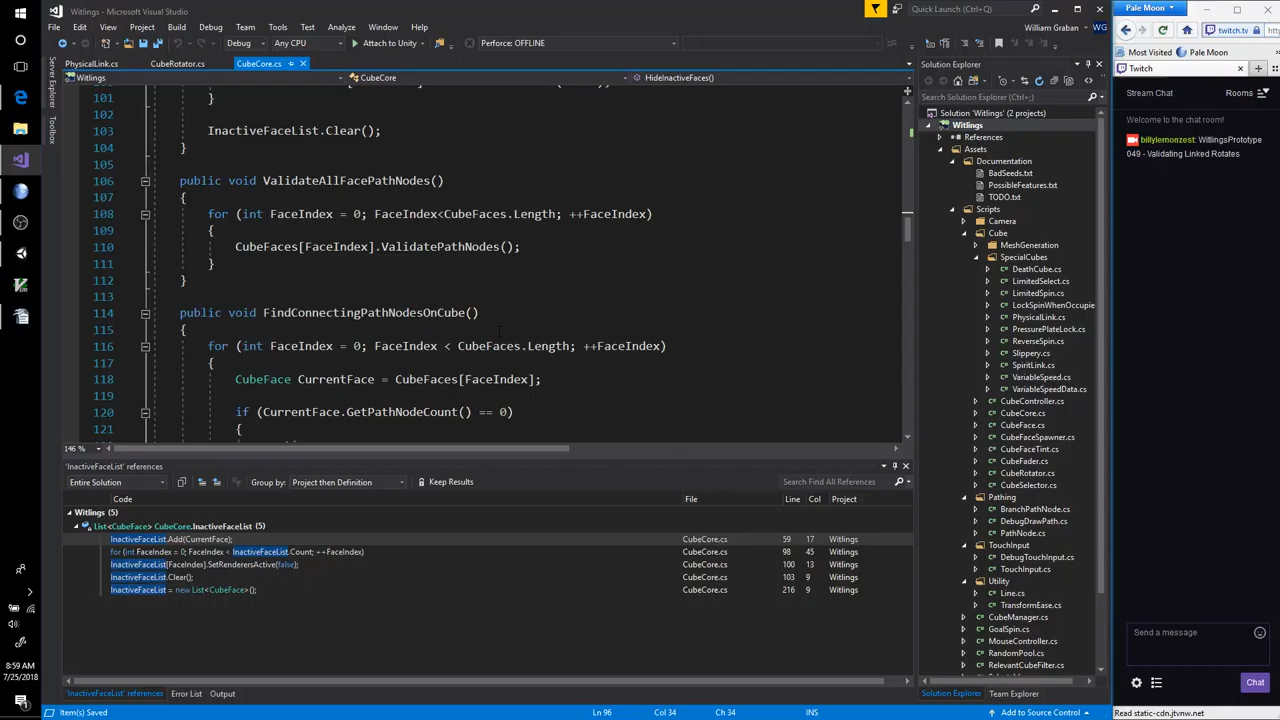 Witlings - Microsoft Visual Studio
Quick Launch (Ctrl+Q)
File Edit View Project Build Debug Team Tools Test Analyze Window Help
William Graban WG
Debug Any CPU Attach to Unity Perforce: OFFLINE
Server Explorer
Toolbox
PhysicalLink.cs CubeRotator.cs CubeCore.cs
Witlings CubeCore HideInactiveFaces()
101 }
102
103 InactiveFaceList.Clear();
104 }
105
106 public void ValidateAllFacePathNodes()
107 {
108 for (int FaceIndex = 0; FaceIndex<CubeFaces.Length; ++FaceIndex)
109 {
110 CubeFaces[FaceIndex].ValidatePathNodes();
111 }
112 }
113
114 public void FindConnectingPathNodesOnCube()
115 {
116 for (int FaceIndex = 0; FaceIndex < CubeFaces.Length; ++FaceIndex)
117 {
118 CubeFace CurrentFace = CubeFaces[FaceIndex];
119
120 if (CurrentFace.GetPathNodeCount() == 0)
121 {
146 %
'InactiveFaceList' references
Entire Solution Group by: Project then Definition Keep Results Search Find All References
Code File Line Col Project
Witlings (5)
List<CubeFace> CubeCore.InactiveFaceList (5)
InactiveFaceList.Add(CurrentFace); CubeCore.cs 59 17 Witlings
for (int FaceIndex = 0; FaceIndex < InactiveFaceList.Count; ++FaceIndex) CubeCore.cs 98 45 Witlings
InactiveFaceList[FaceIndex].SetRenderersActive(false); CubeCore.cs 100 13 Witlings
InactiveFaceList.Clear(); CubeCore.cs 103 9 Witlings
InactiveFaceList = new List<CubeFace>(); CubeCore.cs 216 9 Witlings
'InactiveFaceList' references Error List Output
Item(s) Saved Ln 96 Col 34 Ch 34 INS Add to Source Control
Solution Explorer
Search Solution Explorer (Ctrl+;)
Solution 'Witlings' (2 projects)
Witlings
References
Assets
Documentation
BadSeeds.txt
PossibleFeatures.txt
TODO.txt
Scripts
Camera
Cube
MeshGeneration
SpecialCubes
DeathCube.cs
LimitedSelect.cs
LimitedSpin.cs
LockSpinWhenOccupie
PhysicalLink.cs
PressurePlateLock.cs
ReverseSpin.cs
Slippery.cs
SpiritLink.cs
VariableSpeed.cs
VariableSpeedData.cs
CubeController.cs
CubeCore.cs
CubeFace.cs
CubeFaceSpawner.cs
CubeFaceTint.cs
CubeFader.cs
CubeRotator.cs
CubeSelector.cs
Pathing
BranchPathNode.cs
DebugDrawPath.cs
PathNode.cs
TouchInput
DebugTouchInput.cs
TouchInput.cs
Utility
Line.cs
TransformEase.cs
CubeManager.cs
GoalSpin.cs
MouseController.cs
RandomPool.cs
RelevantCubeFilter.cs
Solution Explorer Team Explorer
8:59 AM
7/25/2018
Pale Moon
twitch.tv
Most Visited Pale Moon
Twitch
Stream Chat Rooms
Welcome to the chat room!
billylemonzest: WitlingsPrototype
049 - Validating Linked Rotates
Send a message
Chat
Read static-cdn.jtvnw.net